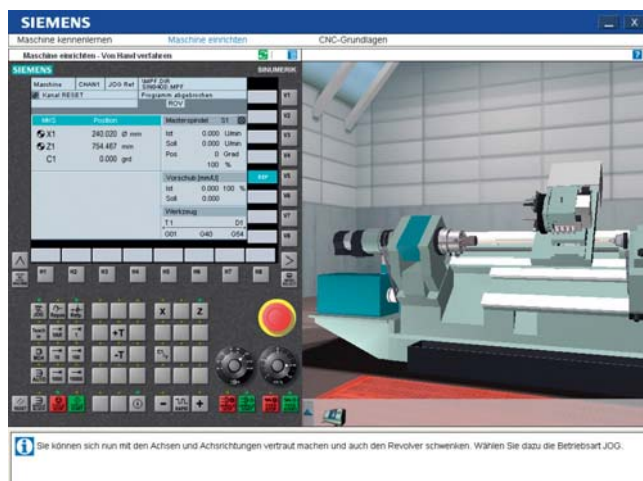 SIEMENS
Maschine kennenlernen Maschine einrichten CNC-Grundlagen
Maschine einrichten - Von Hand verfahren
SIEMENS SINUMERIK
Maschine CHAN1 JOG Ref
Kanal RESET Programm abgebrochen
ROV
MKS Position Masterspindel S1
X1 240.020 Ø mm Ist 0.000 U/min
Z1 754.467 mm Soll 0.000 U/min
C1 0.000 grd Pos 0 Grad
100 %
Vorschub [mm/U]
Ist 0.000 100 %
Soll 0.000
Werkzeug
T1 D1
G01 G40 G54
X Z
+T
-T
- +
Sie können sich nun mit den Achsen und Achsrichtungen vertraut machen und auch den Revolver schwenken. Wählen Sie dazu die Betriebsart JOG.